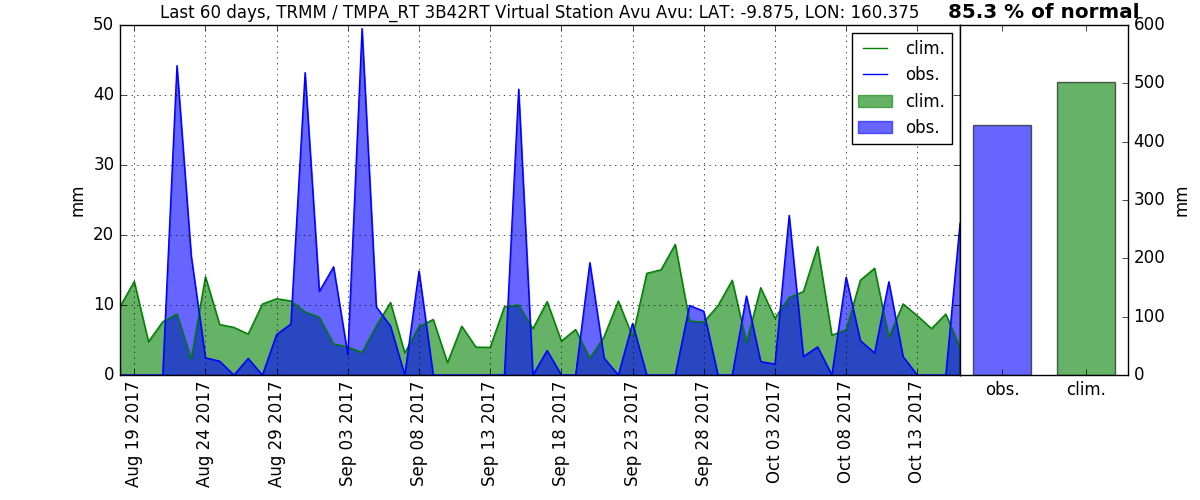 Last 60 days, TRMM / TMPA_RT 3B42RT Virtual Station Avu Avu: LAT: -9.875, LON: 160.375
85.3 % of normal
50
40
30
20
10
0
mm
clim.
obs.
clim.
obs.
600
500
400
300
200
100
0
mm
obs.
clim.
Aug 19 2017
Aug 24 2017
Aug 29 2017
Sep 03 2017
Sep 08 2017
Sep 13 2017
Sep 18 2017
Sep 23 2017
Sep 28 2017
Oct 03 2017
Oct 08 2017
Oct 13 2017